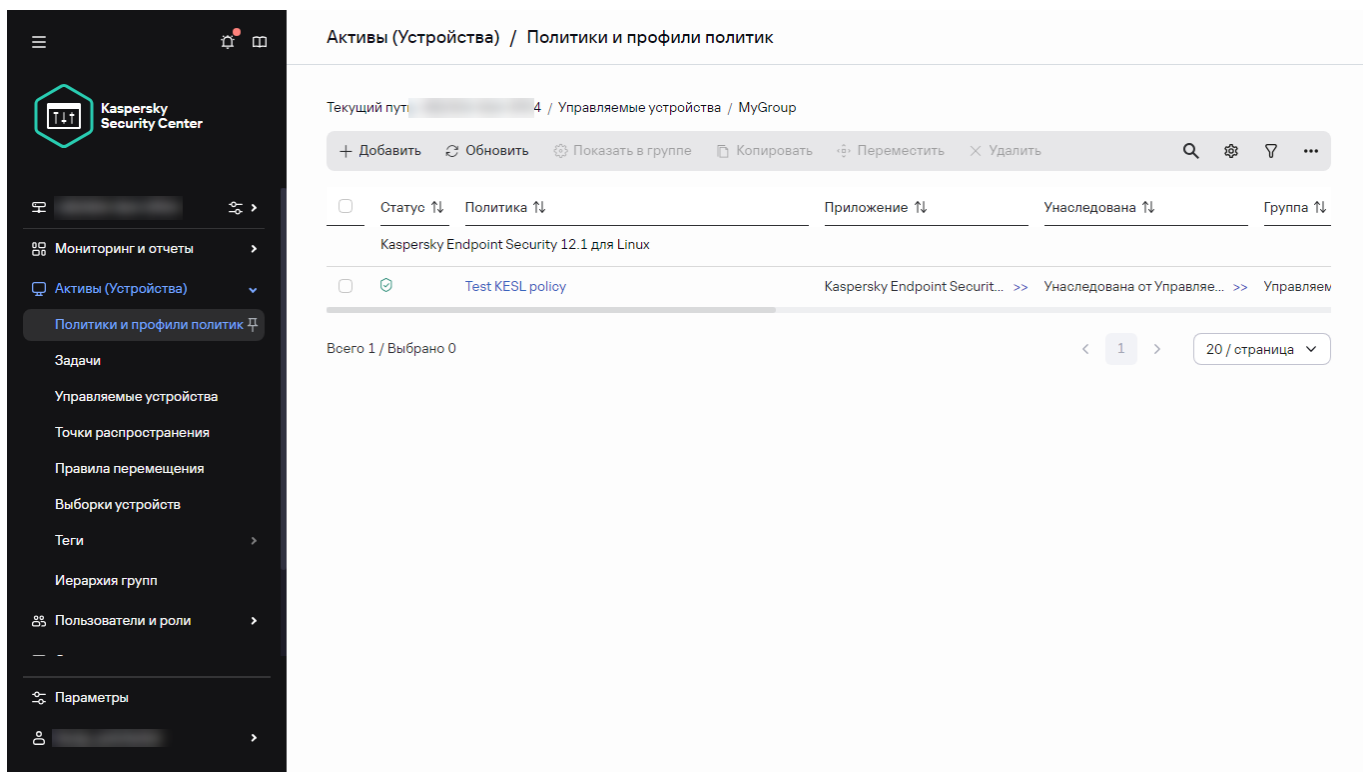 Активы (Устройства) / Политики и профили политик
Kaspersky
Security Center
Мониторинг и отчеты
Активы (Устройства)
Политики и профили политик
Задачи
Управляемые устройства
Точки распространения
Правила перемещения
Выборки устройств
Теги
Иерархия групп
Пользователи и роли
Параметры
Текущий путь 4 / Управляемые устройства / MyGroup
Добавить Обновить Показать в группе Копировать Переместить Удалить
Статус Политика Приложение Унаследована Группа
Kaspersky Endpoint Security 12.1 для Linux
Test KESL policy Kaspersky Endpoint Securit... >> Унаследована от Управляе... >> Управляем
Всего 1 / Выбрано 0 < 1 > 20 / страница